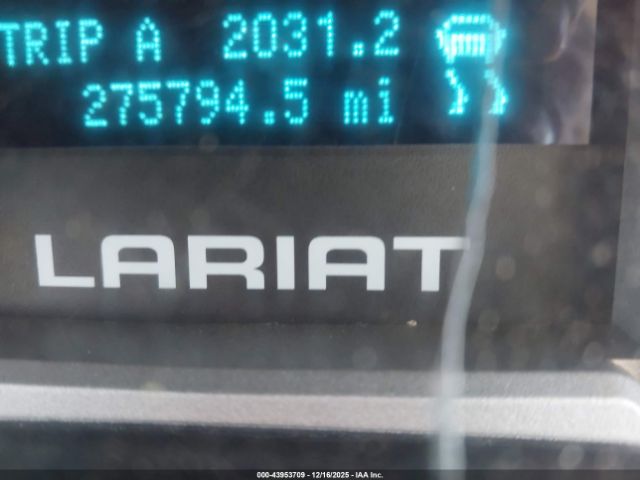 TRIP A 2031.2
275794.5 mi
LARIAT
000-43953709 - 12/16/2025 - IAA Inc.